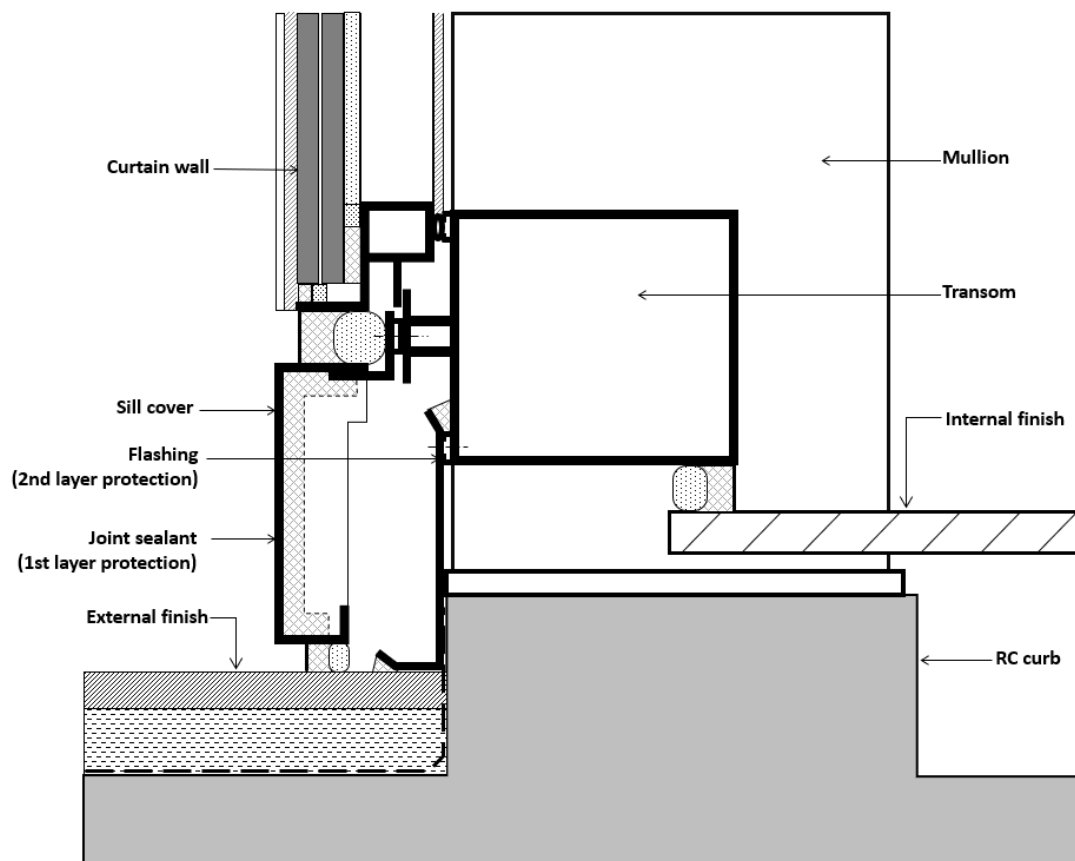 Curtain wall
Mullion
Transom
Sill cover
Internal finish
Flashing
(2nd layer protection)
Joint sealant
(1st layer protection)
External finish
RC curb